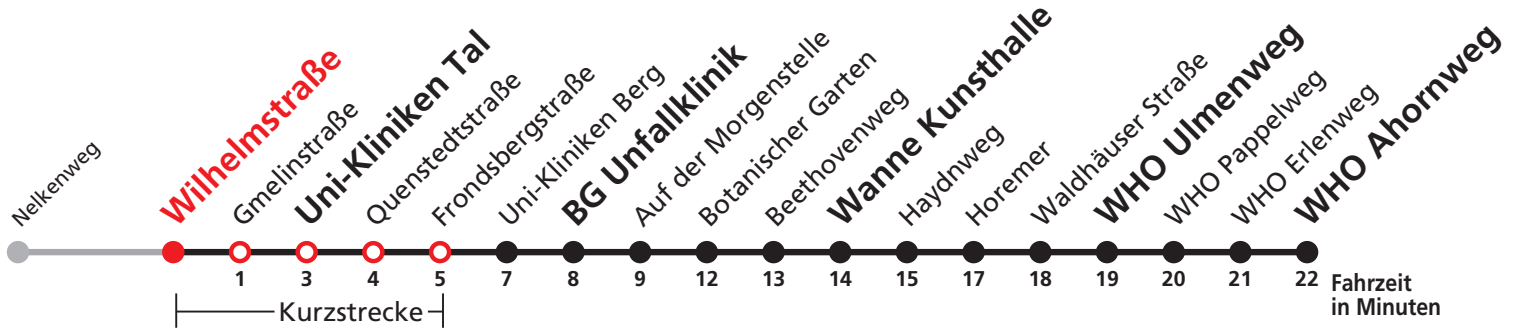 Nelkenweg
Wilhelmstraße
Gmelinstraße
Uni-Kliniken Tal
Quenstedtstraße
Frondsbergstraße
Uni-Kliniken Berg
BG Unfallklinik
Auf der Morgenstelle
Botanischer Garten
Beethovenweg
Wanne Kunsthalle
Haydnweg
Horemer
Waldhäuser Straße
WHO Ulmenweg
WHO Pappelweg
WHO Erlenweg
WHO Ahornweg
1 3 4 5 7 8 9 12 13 14 15 17 18 19 20 21 22
Fahrzeit
in Minuten
Kurzstrecke